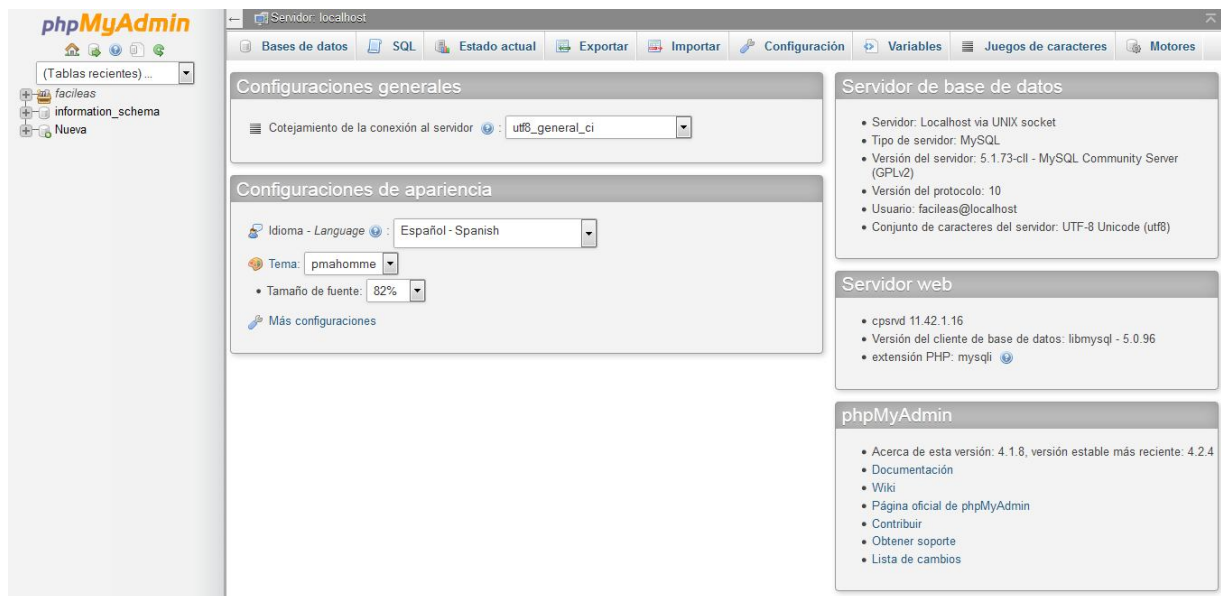 phpMyAdmin
(Tablas recientes) ...
facileas
information_schema
Nueva
Servidor: localhost
Bases de datos SQL Estado actual Exportar Importar Configuración Variables Juegos de caracteres Motores
Configuraciones generales
Cotejamiento de la conexión al servidor : utf8_general_ci
Configuraciones de apariencia
Idioma - Language : Español - Spanish
Tema: pmahomme
• Tamaño de fuente: 82%
Más configuraciones
Servidor de base de datos
• Servidor: Localhost via UNIX socket
• Tipo de servidor: MySQL
• Versión del servidor: 5.1.73-cll - MySQL Community Server
(GPLv2)
• Versión del protocolo: 10
• Usuario: facileas@localhost
• Conjunto de caracteres del servidor: UTF-8 Unicode (utf8)
Servidor web
• cpsrvd 11.42.1.16
• Versión del cliente de base de datos: libmysql - 5.0.96
• extensión PHP: mysqli
phpMyAdmin
• Acerca de esta versión: 4.1.8, versión estable más reciente: 4.2.4
• Documentación
• Wiki
• Página oficial de phpMyAdmin
• Contribuir
• Obtener soporte
• Lista de cambios